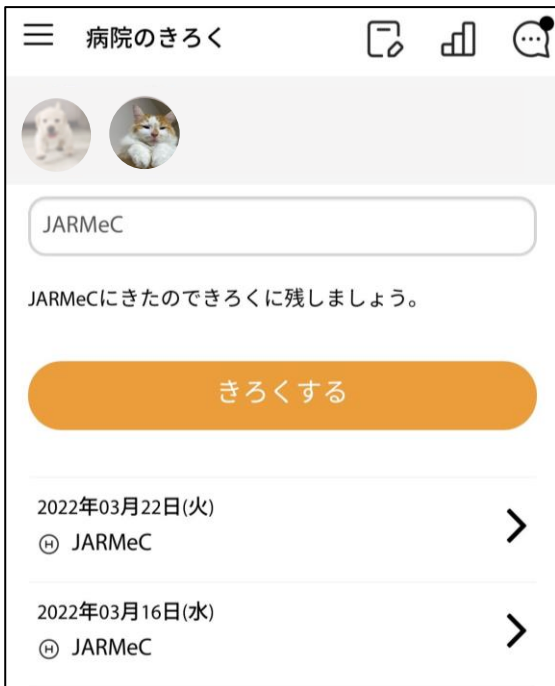 病院のきろく
JARMeC
JARMeCにきたのできろくに残しましょう。
きろくする
2022年03月22日(火)
H JARMeC
2022年03月16日(水)
H JARMeC